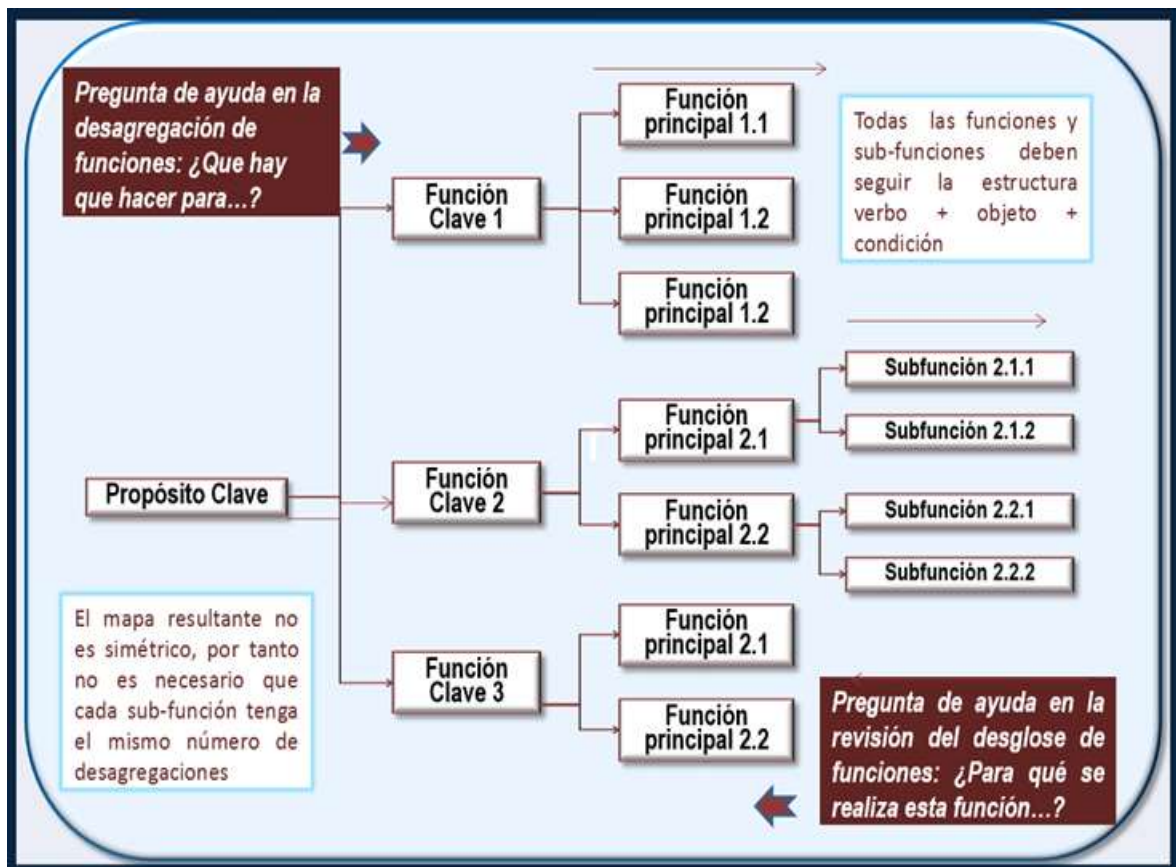 Pregunta de ayuda en la
desagregación de
funciones: ¿Que hay
que hacer para...?
Función
principal 1.1
Todas las funciones y
sub-funciones deben
seguir la estructura
verbo + objeto +
condición
Función
Clave 1
Función
principal 1.2
Función
principal 1.2
Subfunción 2.1.1
Función
principal 2.1
Subfunción 2.1.2
Propósito Clave
Función
Clave 2
Función
principal 2.2
Subfunción 2.2.1
Subfunción 2.2.2
El mapa resultante no
es simétrico, por tanto
no es necesario que
cada sub-función tenga
el mismo número de
desagregaciones
Función
Clave 3
Función
principal 2.1
Función
principal 2.2
Pregunta de ayuda en la
revisión del desglose de
funciones: ¿Para qué se
realiza esta función...?